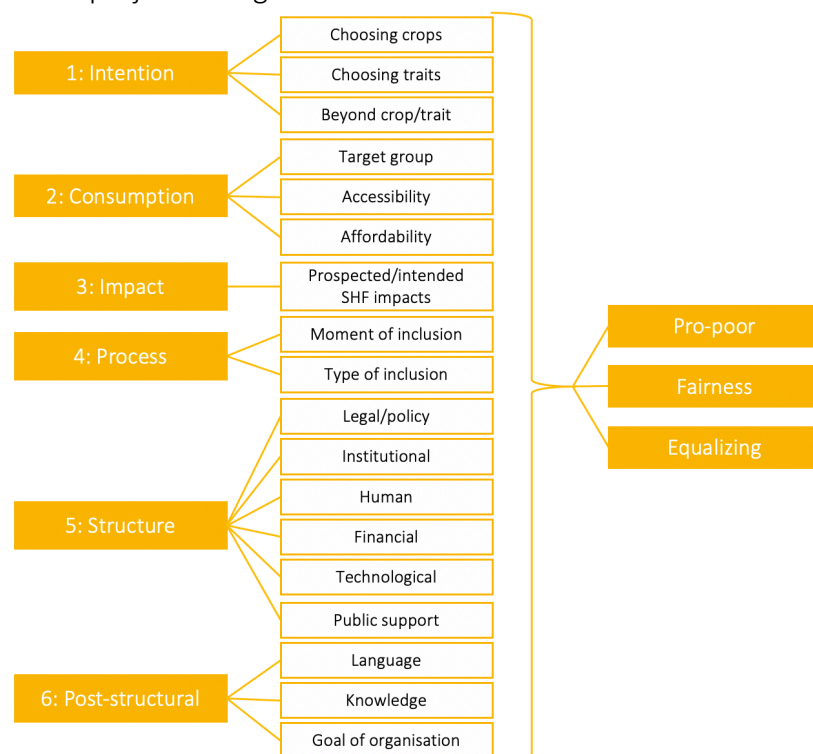 1: Intention
Choosing crops
Choosing traits
Beyond crop/trait
2: Consumption
Target group
Accessibility
Affordability
3: Impact
Prospected/intended
SHF impacts
4: Process
Moment of inclusion
Type of inclusion
5: Structure
Legal/policy
Institutional
Human
Financial
Technological
Public support
6: Post-structural
Language
Knowledge
Goal of organisation
Pro-poor
Fairness
Equalizing